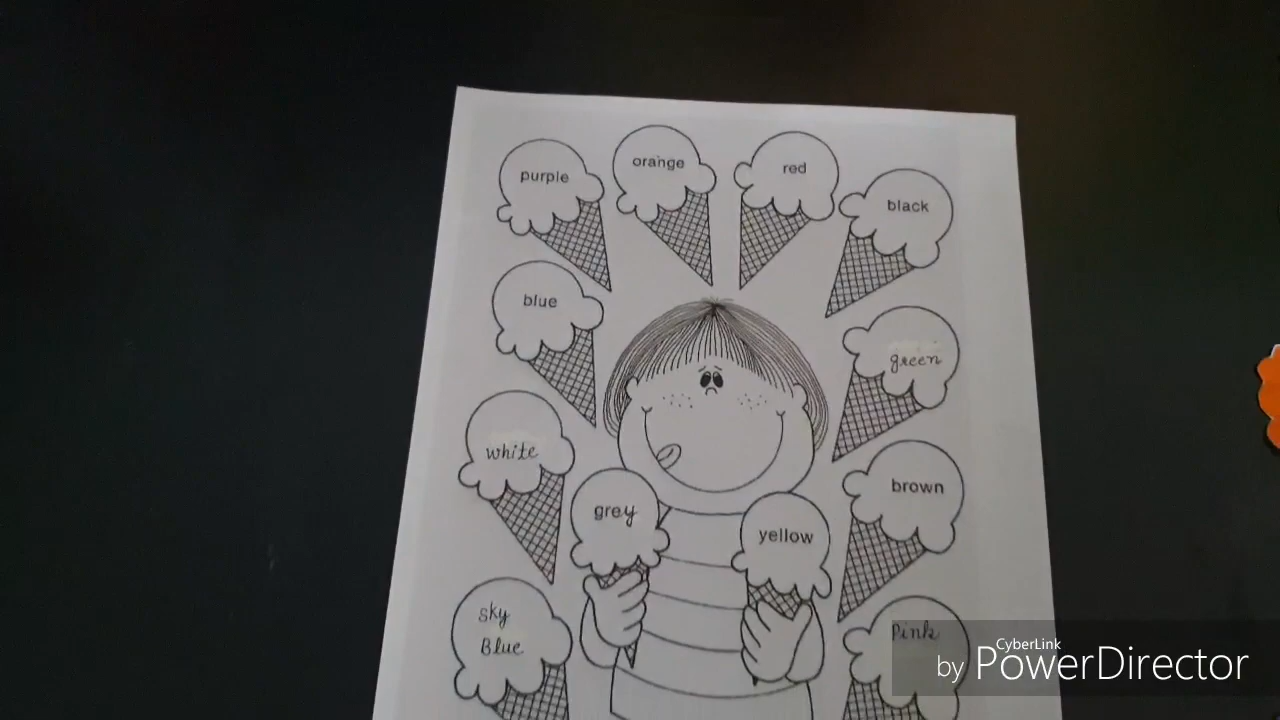 purple
orange
red
black
blue
green
white
grey
yellow
brown
Sky
Blue
Pink
CyberLink
by PowerDirector